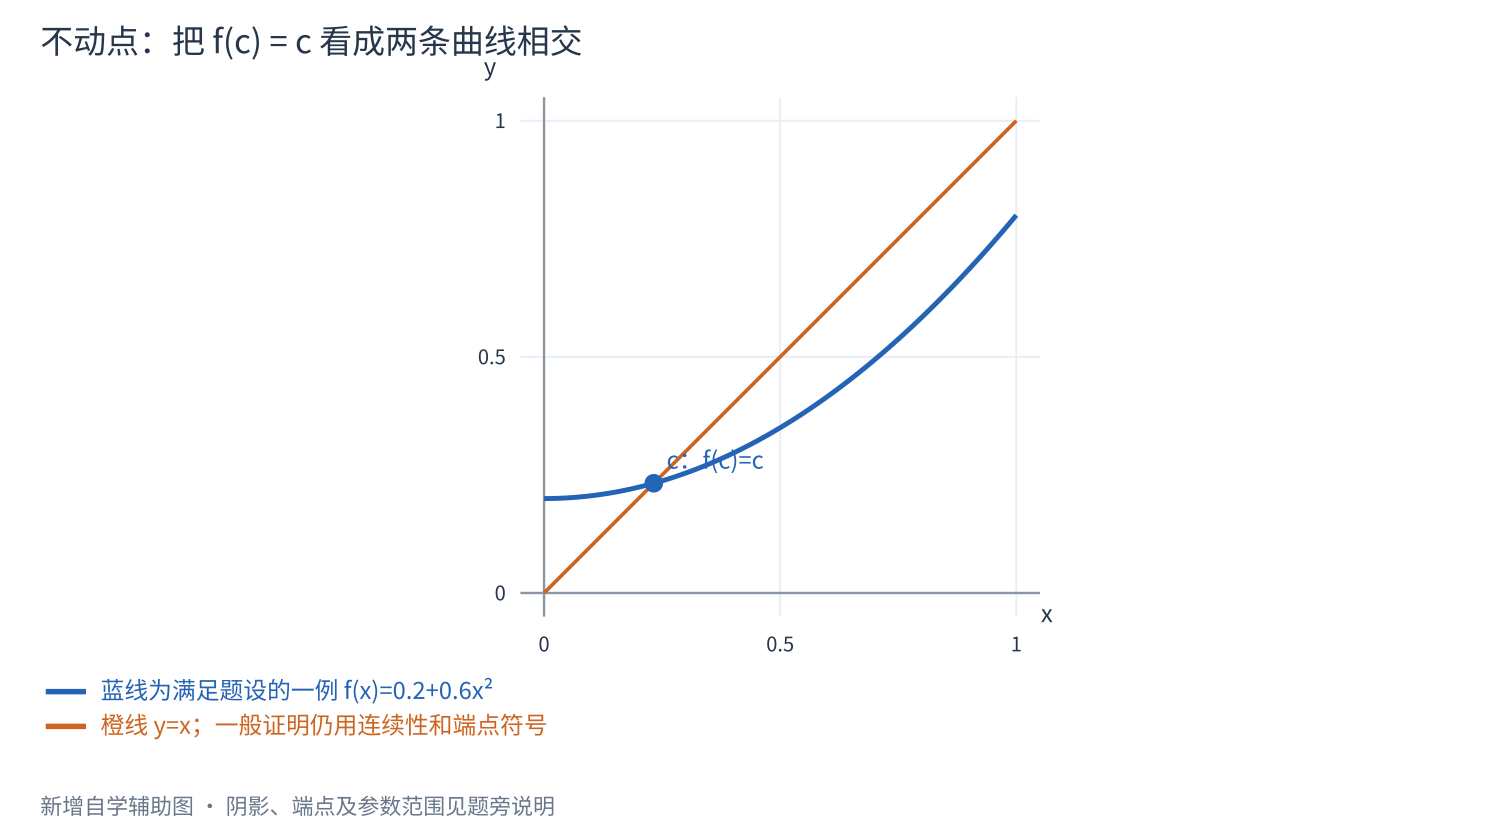 不动点：把 f(c) = c 看成两条曲线相交
y
1
0.5
c：f(c)=c
0
x
0 0.5 1
蓝线为满足题设的一例 f(x)=0.2+0.6x²
橙线 y=x；一般证明仍用连续性和端点符号
新增自学辅助图 · 阴影、端点及参数范围见题旁说明